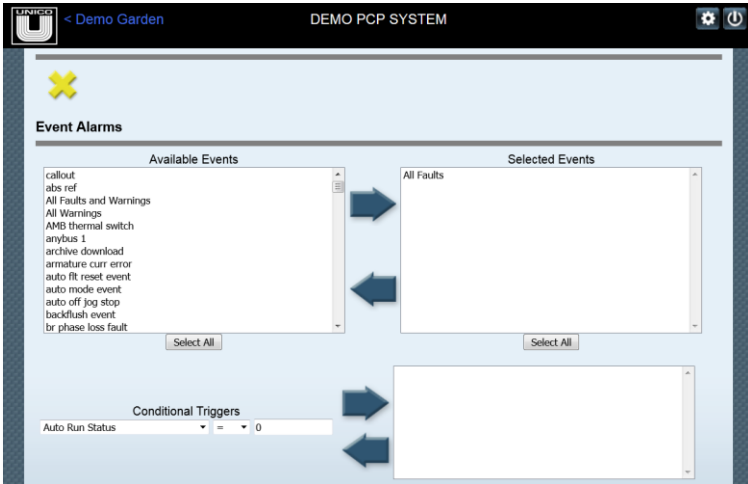 UNICO
< Demo Garden
DEMO PCP SYSTEM
Event Alarms
Available Events
callout
abs ref
All Faults and Warnings
All Warnings
AMB thermal switch
anybus 1
archive download
armature curr error
auto flt reset event
auto mode event
auto off jog stop
backflush event
br phase loss fault
Select All
Selected Events
All Faults
Select All
Conditional Triggers
Auto Run Status = 0